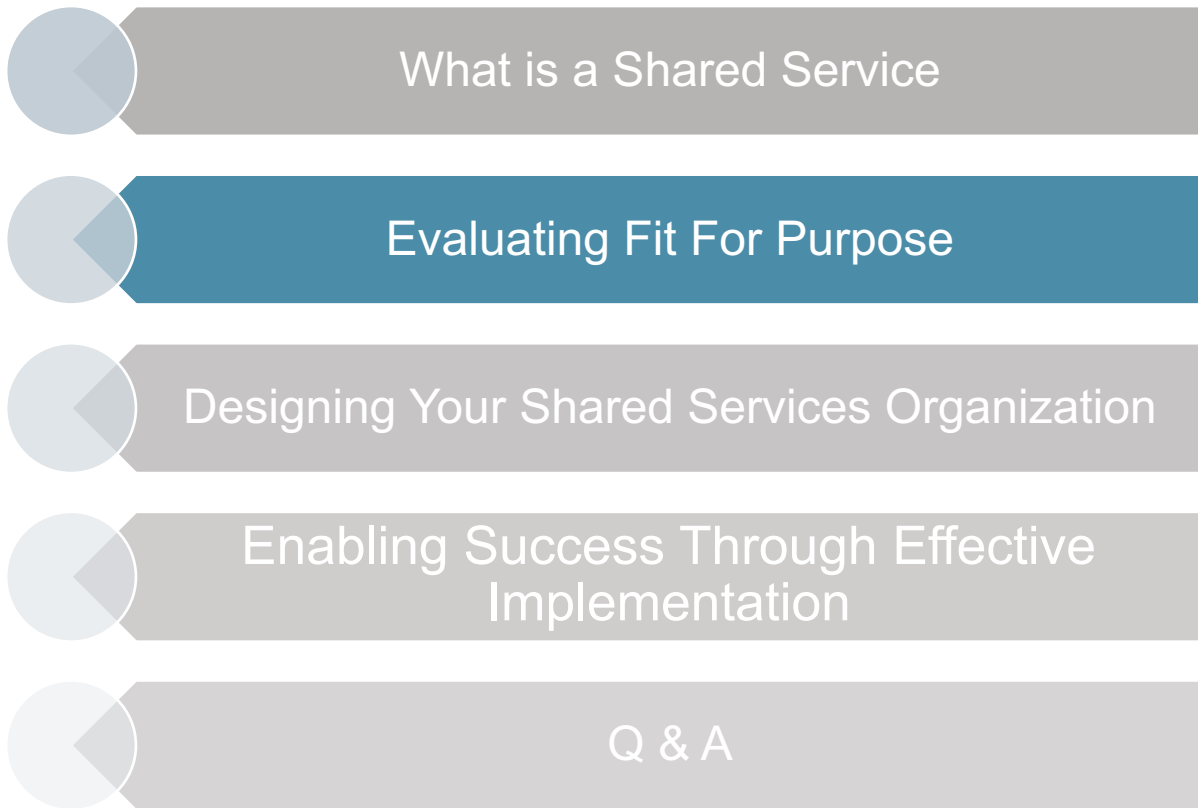 What is a Shared Service
Evaluating Fit For Purpose
Designing Your Shared Services Organization
Enabling Success Through Effective
Implementation
Q & A